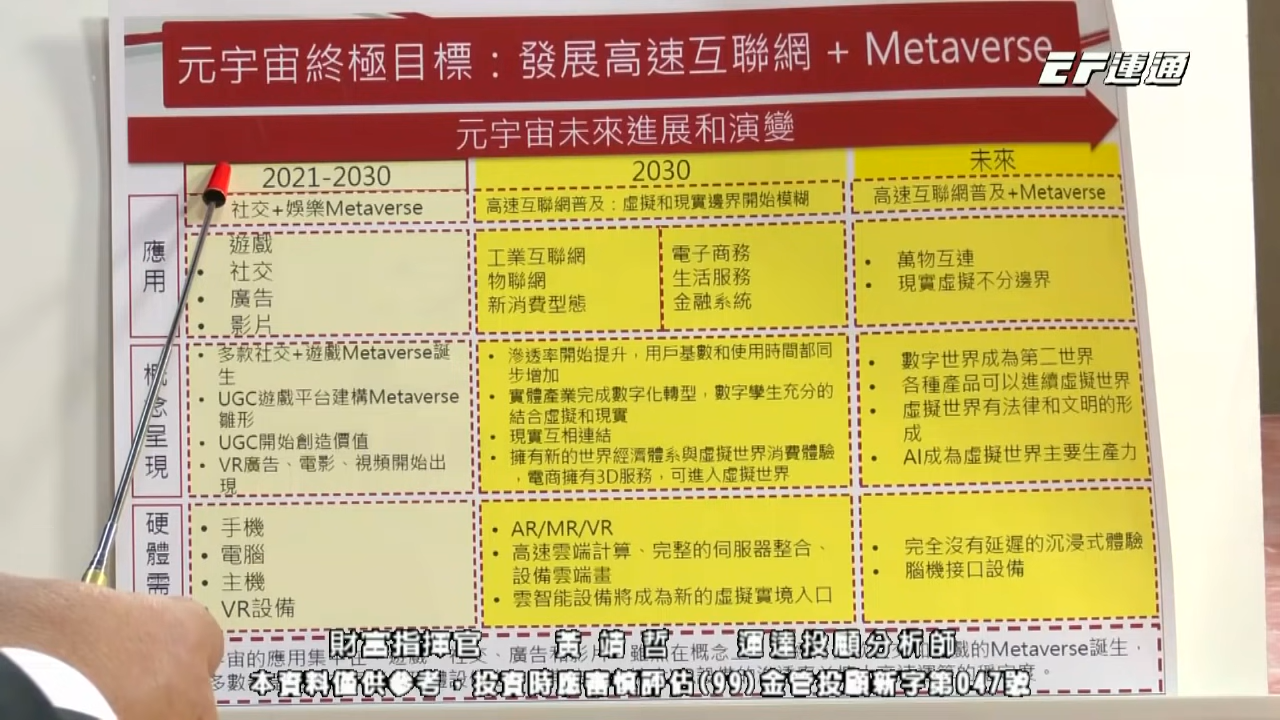 元宇宙終極目標：發展高速互聯網 + Metaverse
EF運通
元宇宙未來進展和演變
2021-2030
2030
未來
社交+娛樂Metaverse
高速互聯網普及：虛擬和現實邊界開始模糊
高速互聯網普及+Metaverse
應用
遊戲
• 社交
• 廣告
• 影片
工業互聯網
物聯網
新消費型態
電子商務
生活服務
金融系統
• 萬物互連
• 現實虛擬不分邊界
概念呈現
• 多款社交+遊戲Metaverse誕
生
• UGC遊戲平台建構Metaverse
雛形
• UGC開始創造價值
• VR廣告、電影、視頻開始出
現
• 滲透率開始提升，用戶基數和使用時間都同
步增加
• 實體產業完成數字化轉型，數字孿生充分的
結合虛擬和現實
• 現實互相連結
• 擁有新的世界經濟體系與虛擬世界消費體驗
，電商擁有3D服務，可進入虛擬世界
• 數字世界成為第二世界
• 各種產品可以進續虛擬世界
• 虛擬世界有法律和文明的形
成
• AI成為虛擬世界主要生產力
硬體需
• 手機
• 電腦
• 主機
• VR設備
• AR/MR/VR
• 高速雲端計算、完整的伺服器整合、
設備雲端畫
• 雲智能設備將成為新的虛擬實境入口
• 完全沒有延遲的沉浸式體驗
• 腦機接口設備
財富指揮官 黃靖哲 運達投顧分析師
宙的應用集中在 的Metaverse誕生，
本資料僅供參考，投資時應審慎評估(99)金管投顧新字第047號